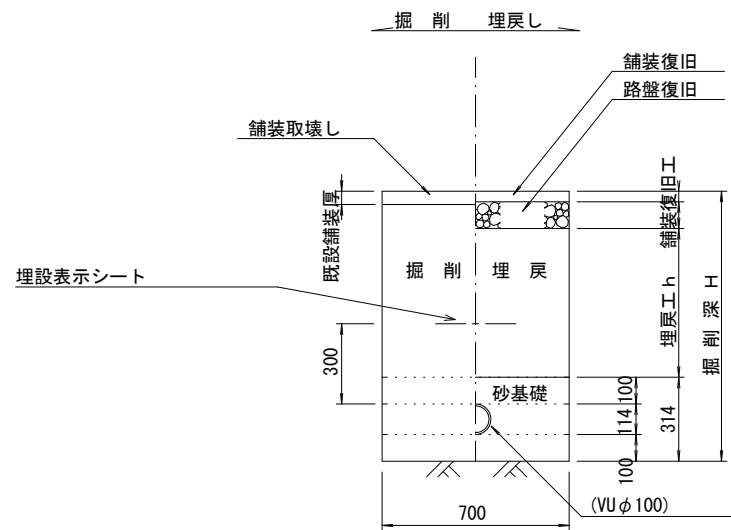 掘　削　　埋戻し
舗装復旧
路盤復旧
舗装取壊し
既設舗装厚
舗装復旧工
埋設表示シート
掘　削　埋　戻
埋戻工ｈ
掘　削　深　Ｈ
300
砂基礎
100
114
100
314
(VUφ100)
700